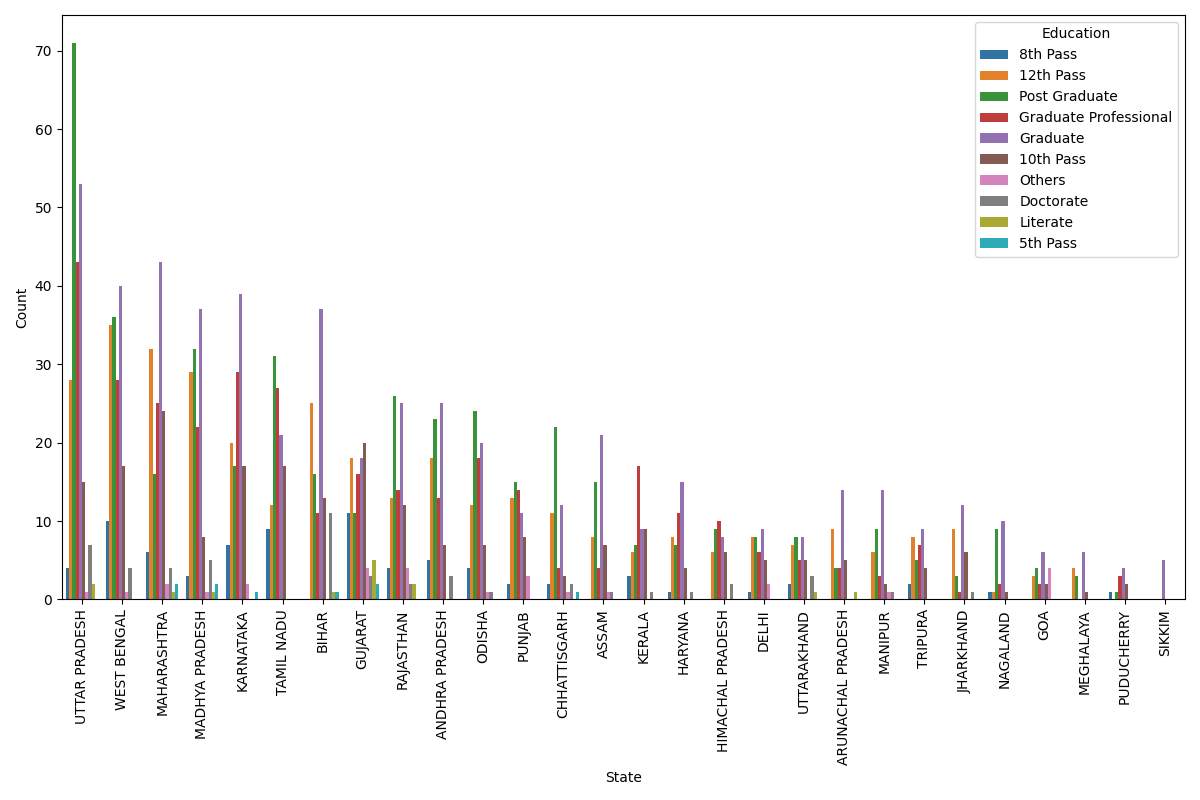 Education
8th Pass
12th Pass
Post Graduate
Graduate Professional
Graduate
10th Pass
Others
Doctorate
Literate
5th Pass
70
60
50
40
30
20
10
0
Count
UTTAR PRADESH
WEST BENGAL
MAHARASHTRA
MADHYA PRADESH
KARNATAKA
TAMIL NADU
BIHAR
GUJARAT
RAJASTHAN
ANDHRA PRADESH
ODISHA
PUNJAB
CHHATTISGARH
ASSAM
KERALA
HARYANA
HIMACHAL PRADESH
DELHI
UTTARAKHAND
ARUNACHAL PRADESH
MANIPUR
TRIPURA
JHARKHAND
NAGALAND
GOA
MEGHALAYA
PUDUCHERRY
SIKKIM
State